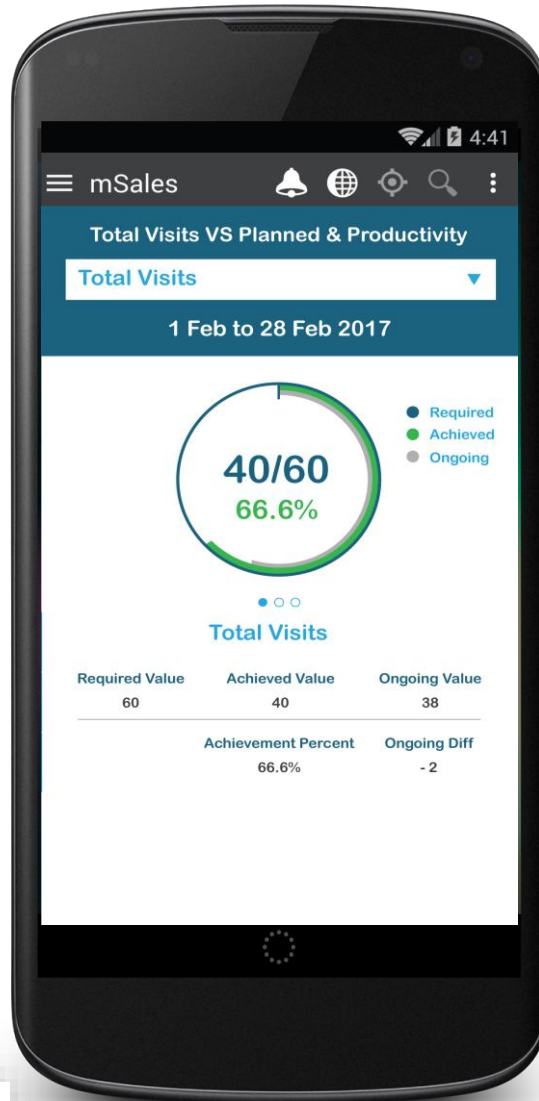 4:41
mSales
Total Visits VS Planned & Productivity
Total Visits
1 Feb to 28 Feb 2017
40/60
66.6%
Required
Achieved
Ongoing
Total Visits
Required Value Achieved Value Ongoing Value
60 40 38
Achievement Percent Ongoing Diff
66.6% - 2